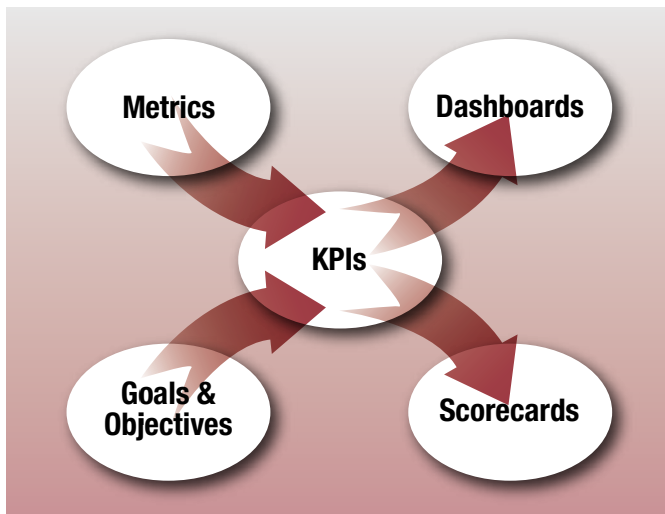 Metrics
Dashboards
KPIs
Goals &
Objectives
Scorecards